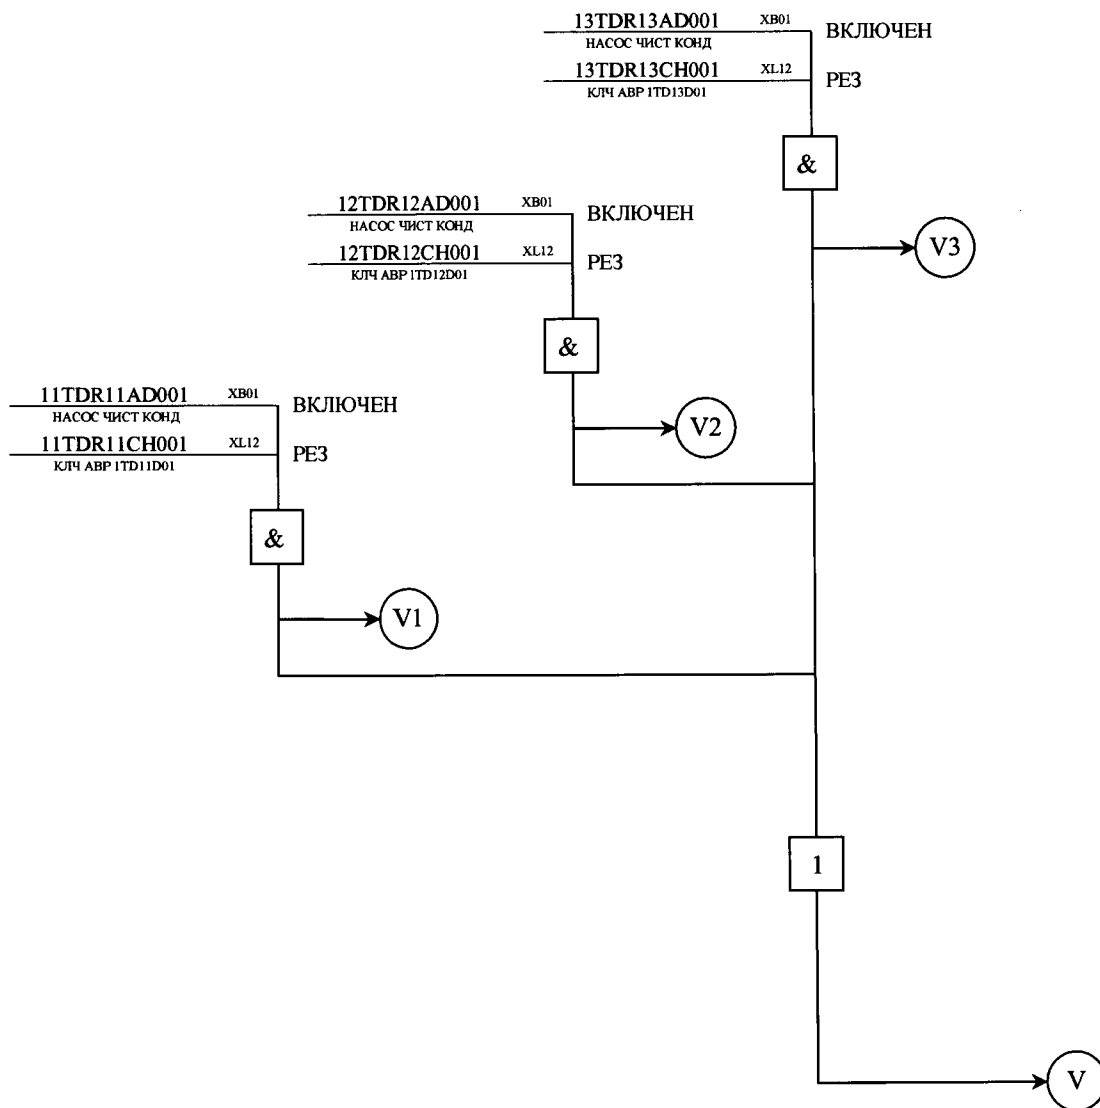 13TDR13AD001 XB01 ВКЛЮЧЕН
НАСОС ЧИСТ КОНД
13TDR13CH001 XL12 РЕЗ
КЛЧ АВР 1TD13D01
&
12TDR12AD001 XB01 ВКЛЮЧЕН
НАСОС ЧИСТ КОНД
V3
12TDR12CH001 XL12 РЕЗ
КЛЧ АВР 1TD12D01
&
11TDR11AD001 XB01 ВКЛЮЧЕН
НАСОС ЧИСТ КОНД
V2
11TDR11CH001 XL12 РЕЗ
КЛЧ АВР 1TD11D01
&
V1
1
V